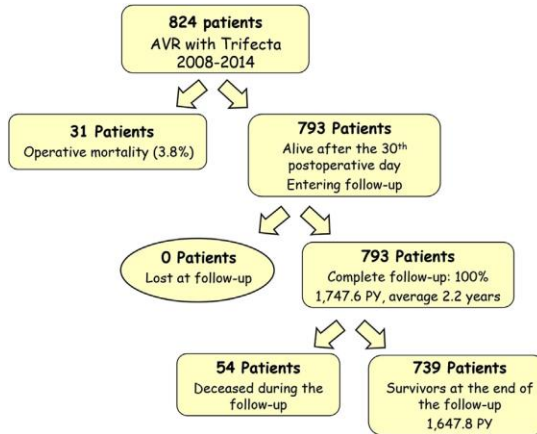 824 patients
AVR with Trifecta
2008-2014
31 Patients
Operative mortality (3.8%)
793 Patients
Alive after the 30th
postoperative day
Entering follow-up
0 Patients
Lost at follow-up
793 Patients
Complete follow-up: 100%
1,747.6 PY, average 2.2 years
54 Patients
Deceased during the
follow-up
739 Patients
Survivors at the end of
the follow-up
1,647.8 PY